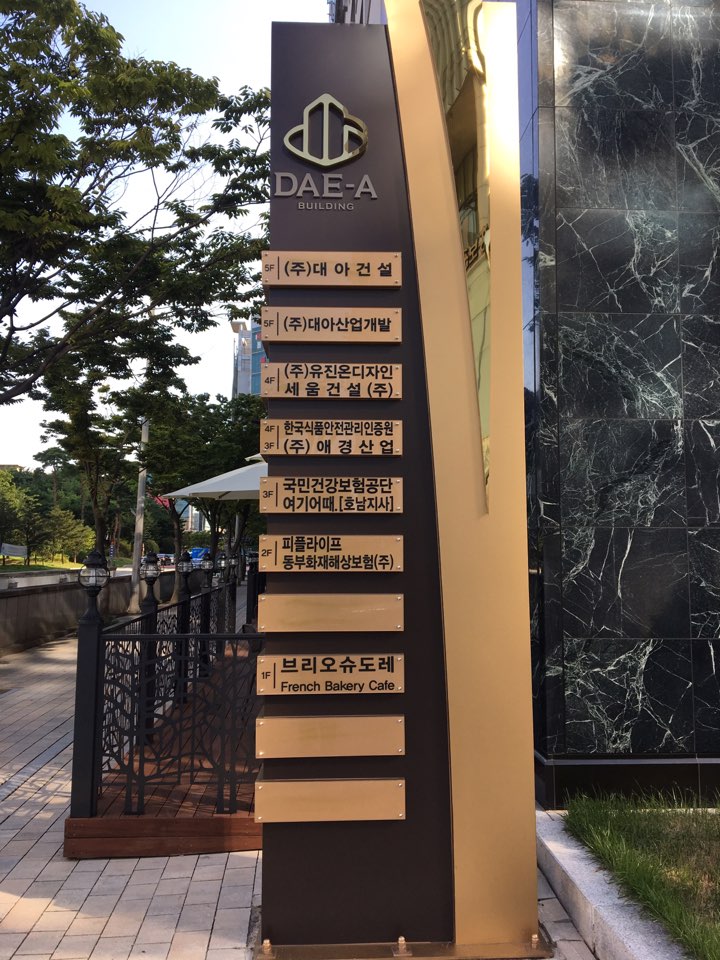 DAE-A
BUILDING
5F (주)대아건설
5F (주)대아산업개발
4F (주)유진온디자인
세움건설(주)
4F 한국식품안전관리인증원
3F (주)애경산업
3F 국민건강보험공단
여기어때.[호남지사]
2F 피플라이프
동부화재해상보험(주)
1F 브리오슈도레
French Bakery Cafe